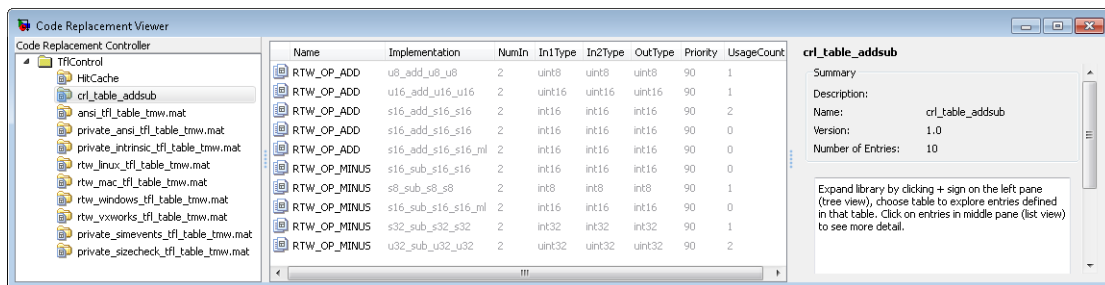 Code Replacement Viewer
Code Replacement Controller
TflControl
HitCache
crl_table_addsub
ansi_tfl_table_tmw.mat
private_ansi_tfl_table_tmw.mat
private_intrinsic_tfl_table_tmw.mat
rtw_linux_tfl_table_tmw.mat
rtw_mac_tfl_table_tmw.mat
rtw_windows_tfl_table_tmw.mat
rtw_vxworks_tfl_table_tmw.mat
private_simevents_tfl_table_tmw.mat
private_sizecheck_tfl_table_tmw.mat
Name Implementation NumIn In1Type In2Type OutType Priority UsageCount
RTW_OP_ADD u8_add_u8_u8 2 uint8 uint8 uint8 90 1
RTW_OP_ADD u16_add_u16_u16 2 uint16 uint16 uint16 90 1
RTW_OP_ADD s16_add_s16_s16 2 int16 int16 int16 90 2
RTW_OP_ADD s16_add_s16_s16 2 int16 int16 int16 90 0
RTW_OP_ADD s16_add_s16_s16_ml 2 int16 int16 int16 90 0
RTW_OP_MINUS s16_sub_s16_s16 2 int16 int16 int16 90 0
RTW_OP_MINUS s8_sub_s8_s8 2 int8 int8 int8 90 1
RTW_OP_MINUS s16_sub_s16_s16_ml 2 int16 int16 int16 90 0
RTW_OP_MINUS s32_sub_s32_s32 2 int32 int32 int32 90 1
RTW_OP_MINUS u32_sub_u32_u32 2 uint32 uint32 uint32 90 2
crl_table_addsub
Summary
Description:
Name: crl_table_addsub
Version: 1.0
Number of Entries: 10
Expand library by clicking + sign on the left pane
(tree view), choose table to explore entries defined
in that table. Click on entries in middle pane (list view)
to see more detail.